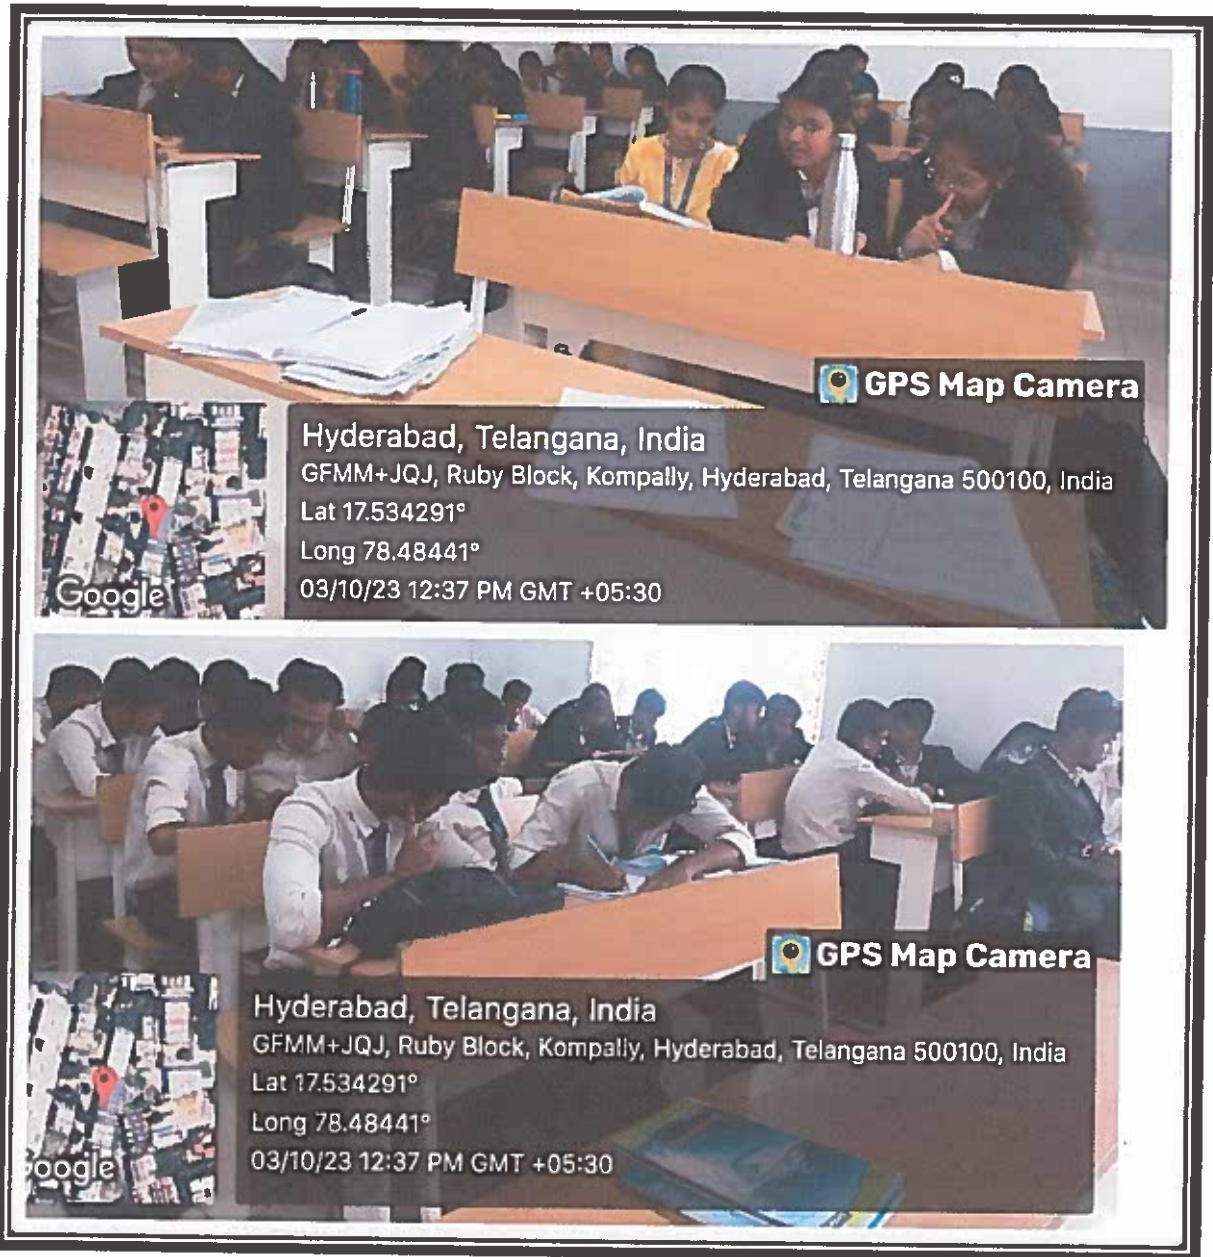 GPS Map Camera
Hyderabad, Telangana, India
GFMM+JQJ, Ruby Block, Kompally, Hyderabad, Telangana 500100, India
Lat 17.534291°
Long 78.48441°
03/10/23 12:37 PM GMT +05:30
Google
GPS Map Camera
Hyderabad, Telangana, India
GFMM+JQJ, Ruby Block, Kompally, Hyderabad, Telangana 500100, India
Lat 17.534291°
Long 78.48441°
03/10/23 12:37 PM GMT +05:30
oogle